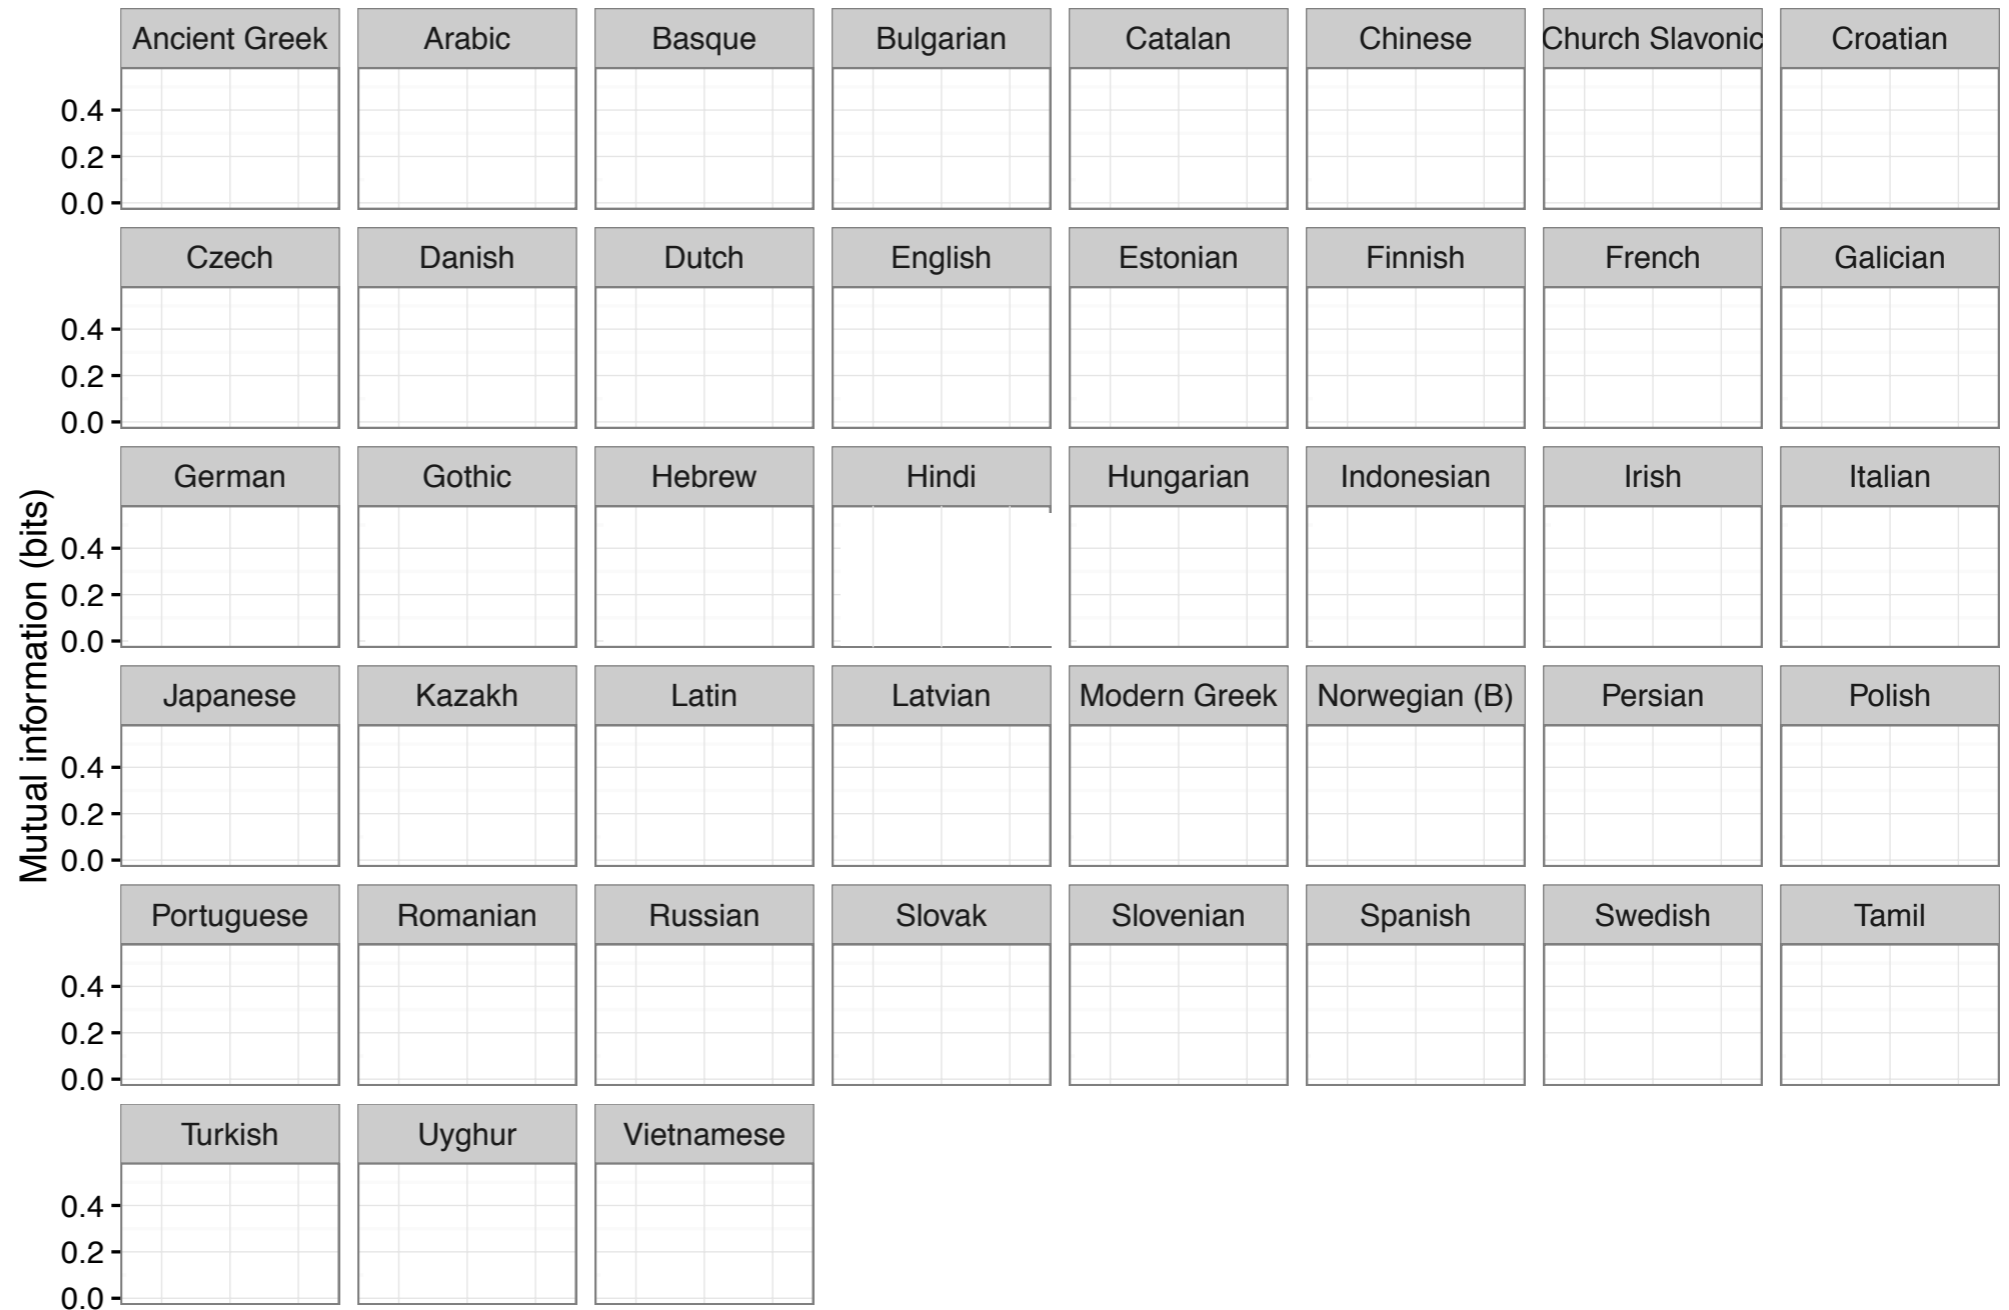 Ancient Greek Arabic Basque Bulgarian Catalan Chinese Church Slavonic Croatian
0.4
0.2
0.0
Czech Danish Dutch English Estonian Finnish French Galician
0.4
0.2
0.0
German Gothic Hebrew Hindi Hungarian Indonesian Irish Italian
Mutual information (bits)
0.4
0.2
0.0
Japanese Kazakh Latin Latvian Modern Greek Norwegian (B) Persian Polish
0.4
0.2
0.0
Portuguese Romanian Russian Slovak Slovenian Spanish Swedish Tamil
0.4
0.2
0.0
Turkish Uyghur Vietnamese
0.4
0.2
0.0